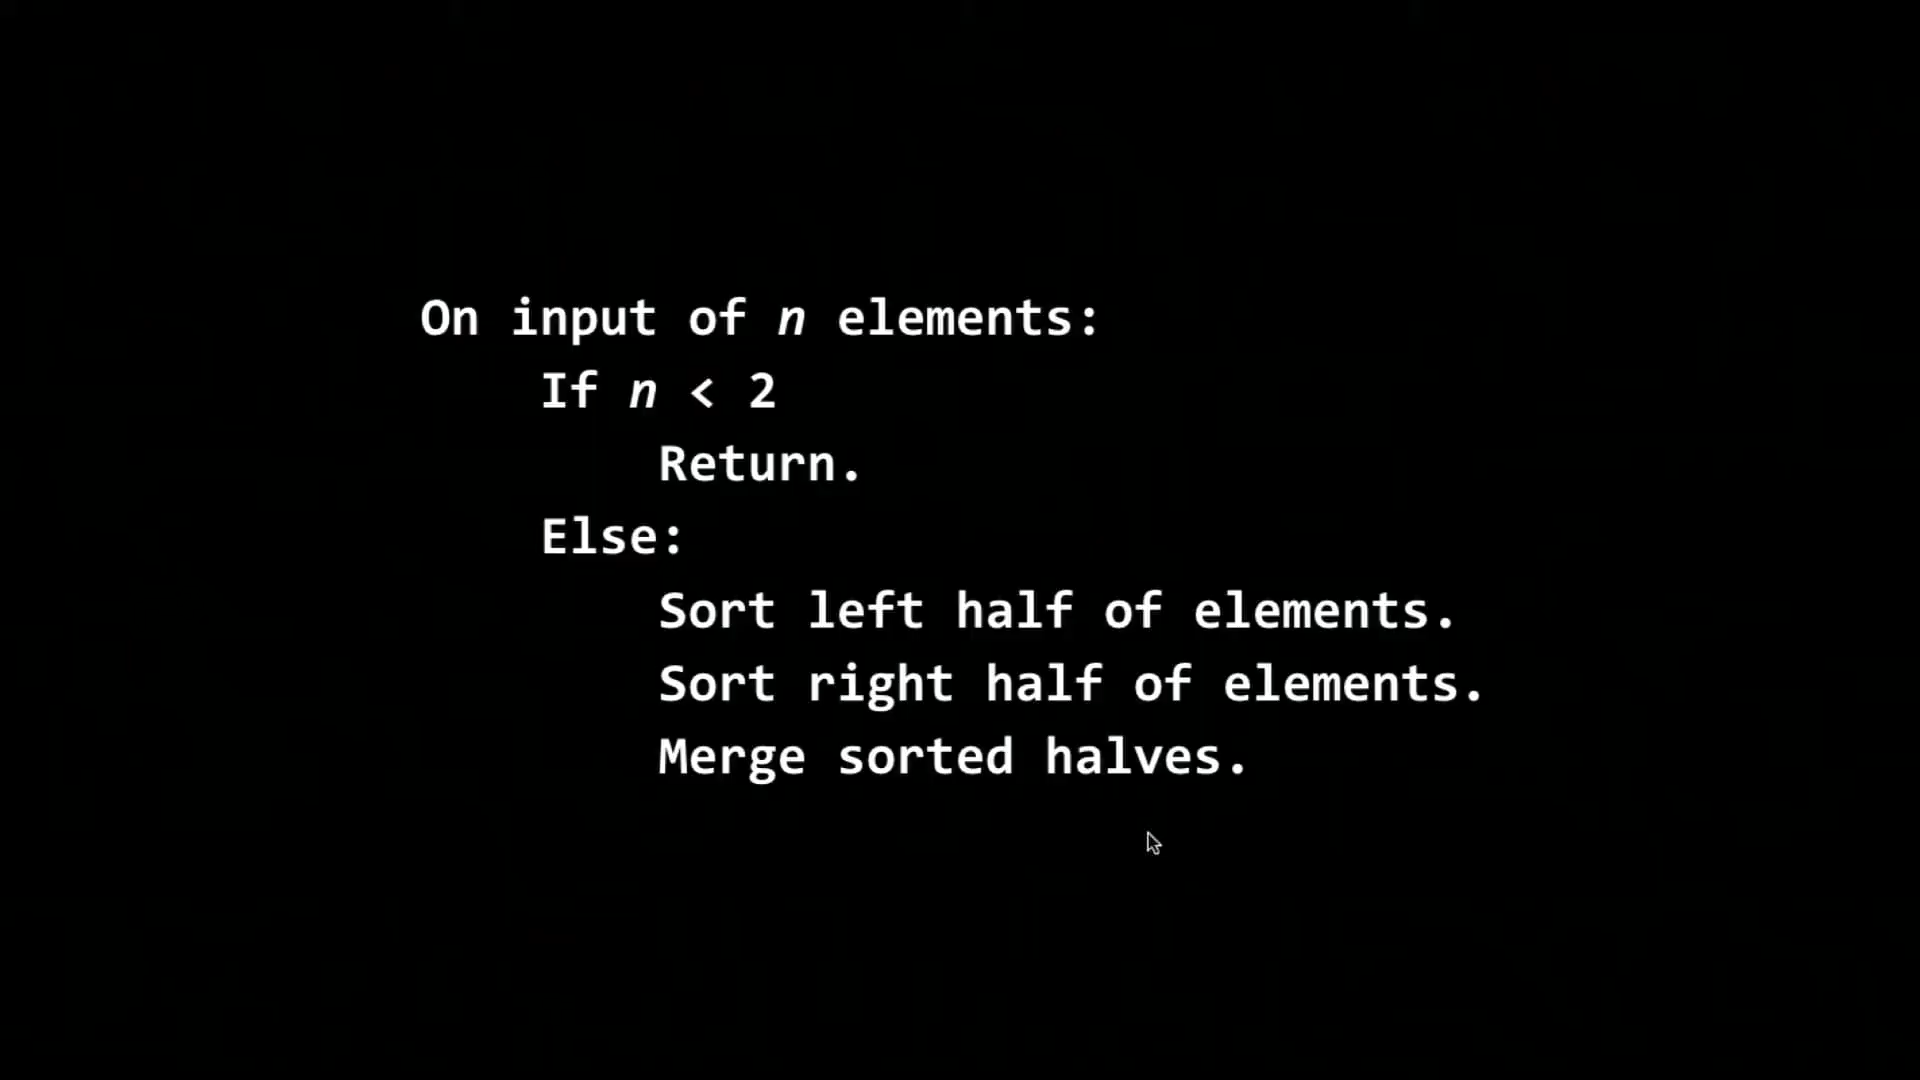 On input of n elements:
If n < 2
Return.
Else:
Sort left half of elements.
Sort right half of elements.
Merge sorted halves.